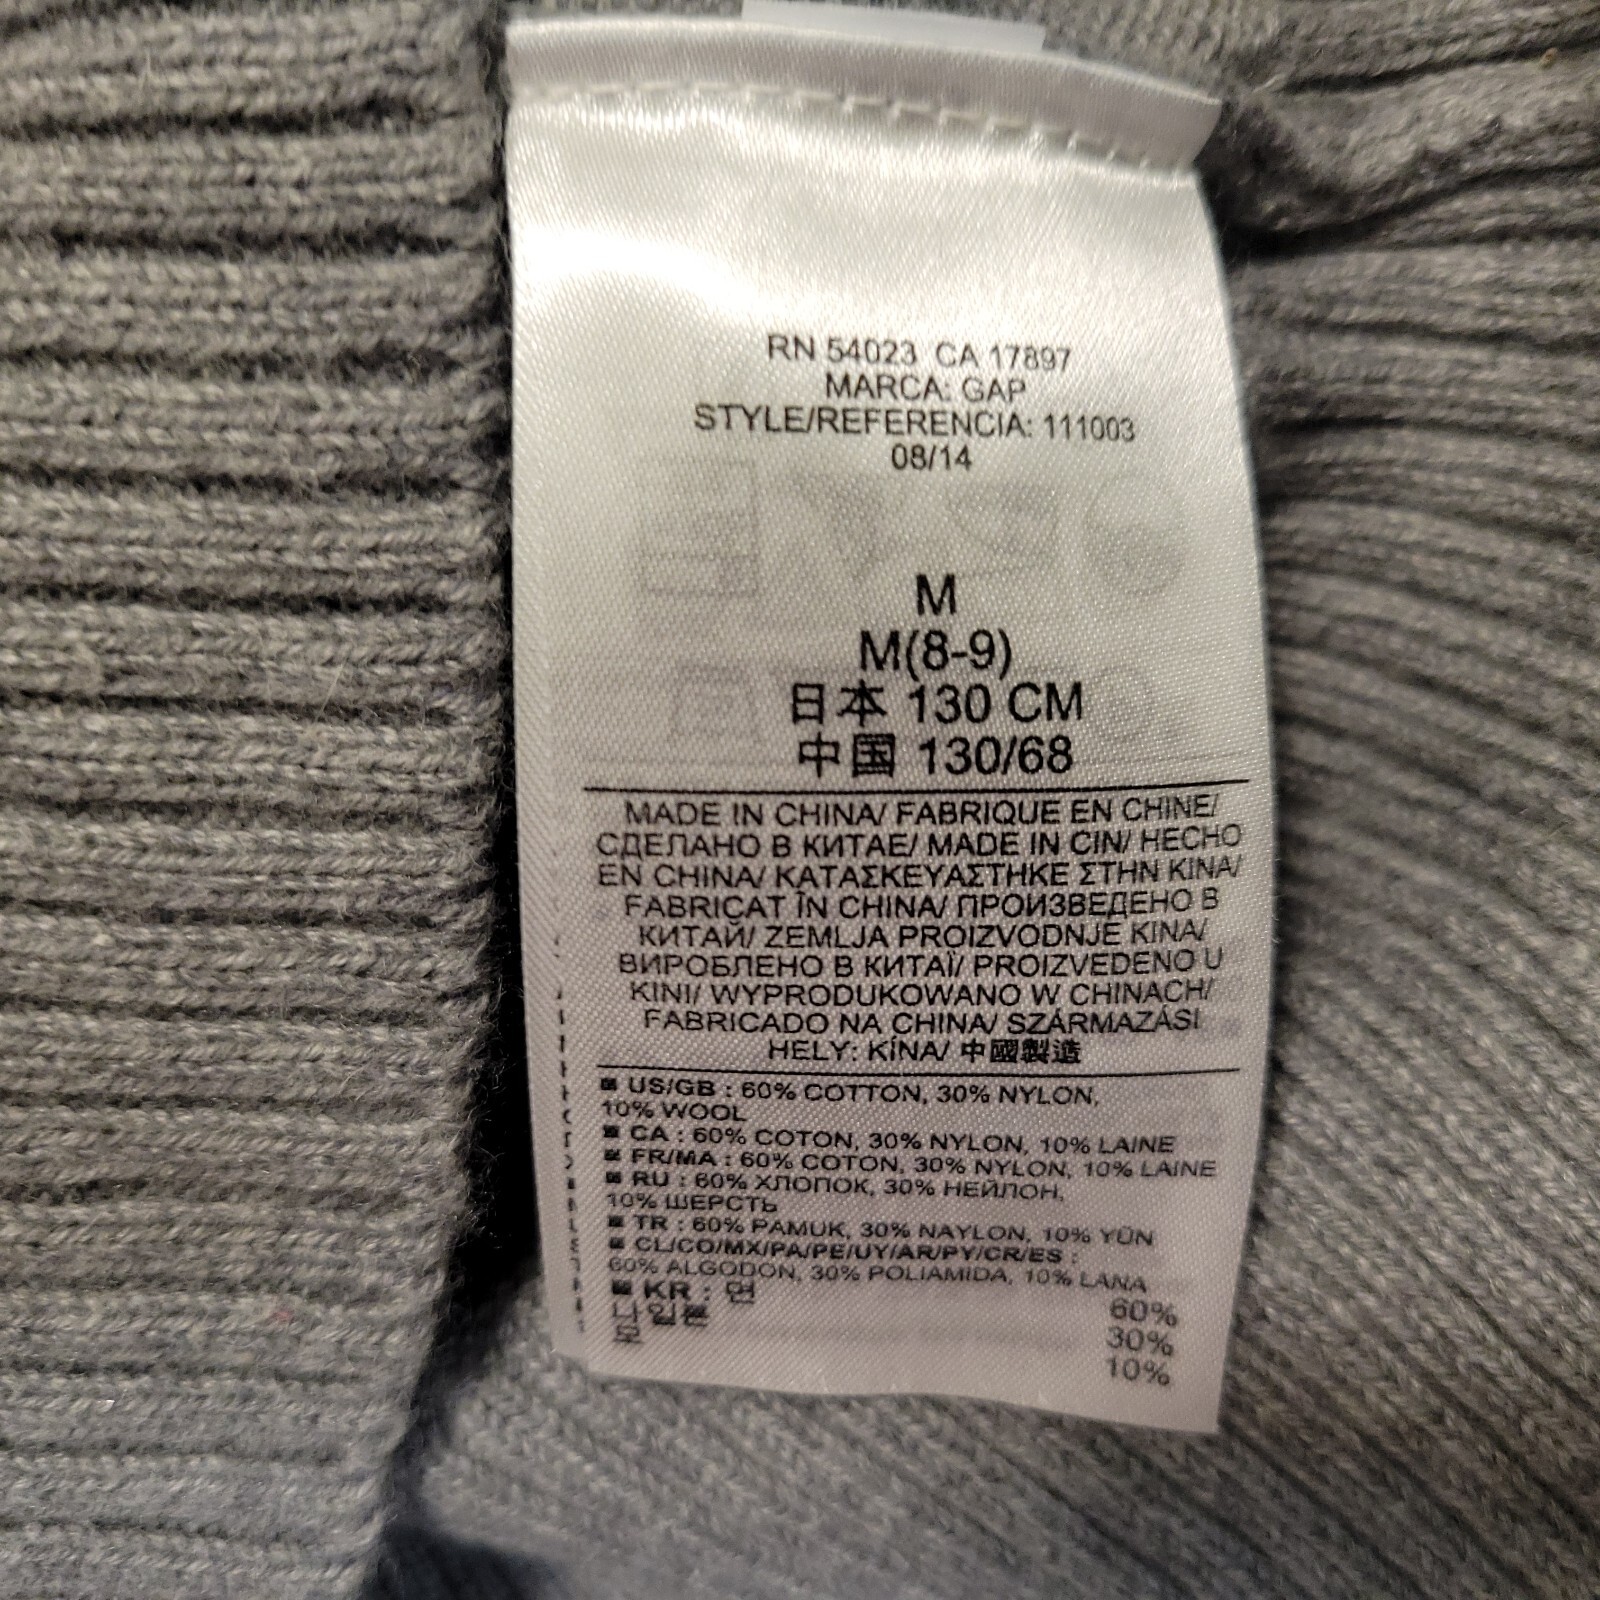 RN 54023 CA 17897
MARCA: GAP
STYLE/REFERENCIA: 111003
08/14
M
M(8-9)
日本 130 CM
中国 130/68
MADE IN CHINA/ FABRIQUE EN CHINE/
СДЕЛАНО В КИТАЕ/ MADE IN CIN/ HECHO
EN CHINA/ ΚΑΤΑΣΚΕΥΑΣΤΗΚΕ ΣΤΗΝ ΚΙΝΑ/
FABRICAT ÎN CHINA/ ПРОИЗВЕДЕНО В
КИТАЙ/ ZEMLJA PROIZVODNJE KINA/
ВИРОБЛЕНО В КИТАЇ/ PROIZVEDENO U
KINI/ WYPRODUKOWANO W CHINACH/
FABRICADO NA CHINA/ SZÁRMAZÁSI
HELY: KÍNA/ 中國製造
US/GB : 60% COTTON, 30% NYLON,
10% WOOL
CA : 60% COTON, 30% NYLON, 10% LAINE
FR/MA : 60% COTON, 30% NYLON, 10% LAINE
RU : 60% ХЛОПОК, 30% НЕЙЛОН,
10% ШЕРСТЬ
TR : 60% PAMUK, 30% NAYLON, 10% YÜN
CL/CO/MX/PA/PE/UY/AR/PY/CR/ES :
60% ALGODON, 30% POLIAMIDA, 10% LANA
KR : 면 60%
나일론 30%
모 10%